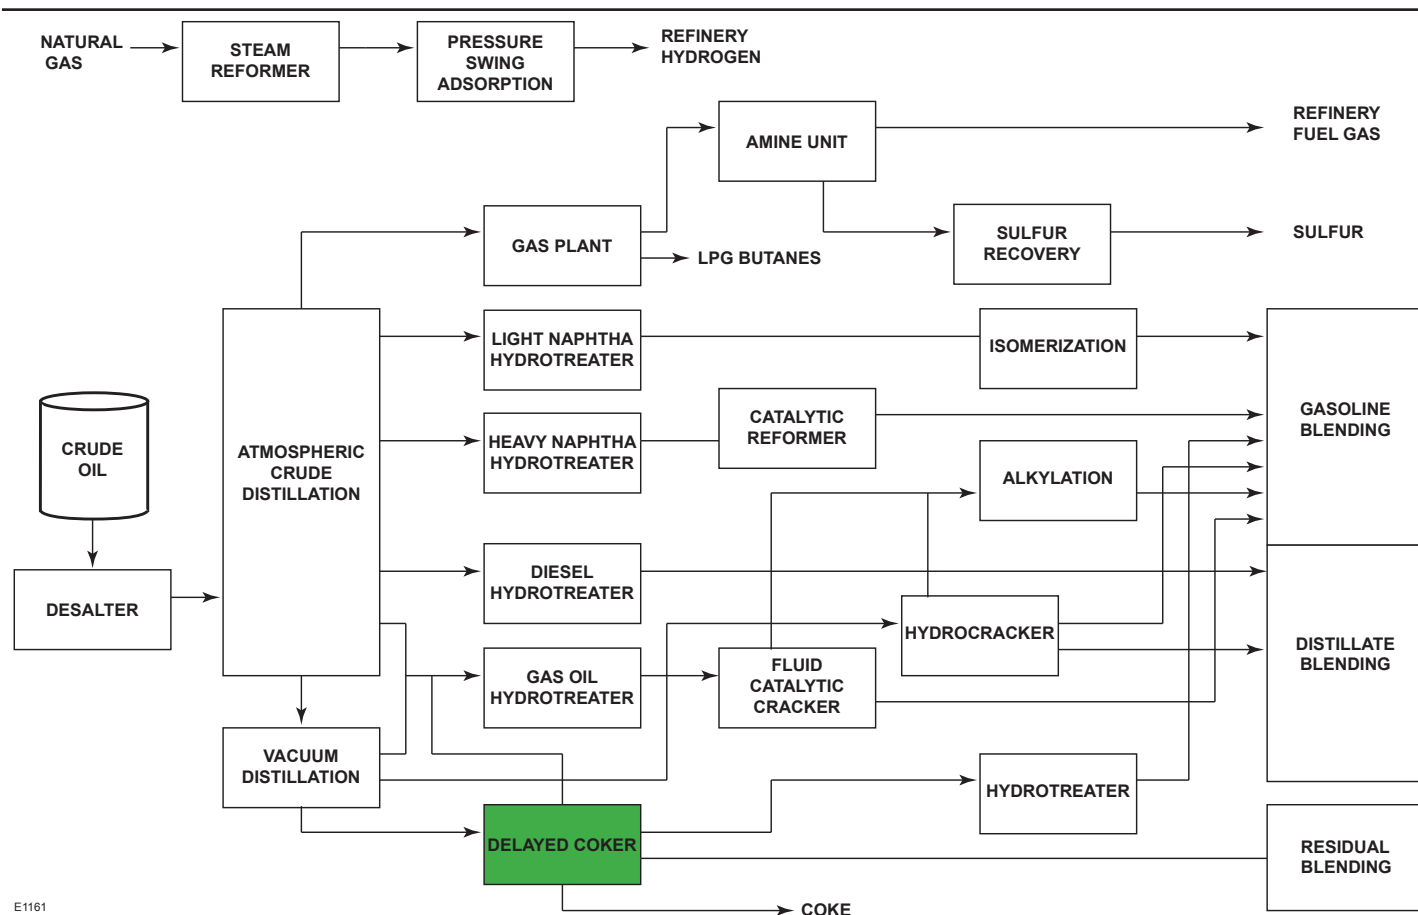 NATURAL
GAS
STEAM
REFORMER
PRESSURE
SWING
ADSORPTION
REFINERY
HYDROGEN
AMINE UNIT
REFINERY
FUEL GAS
GAS PLANT
LPG BUTANES
SULFUR
RECOVERY
SULFUR
LIGHT NAPHTHA
HYDROTREATER
ISOMERIZATION
CRUDE
OIL
ATMOSPHERIC
CRUDE
DISTILLATION
HEAVY NAPHTHA
HYDROTREATER
CATALYTIC
REFORMER
ALKYLATION
GASOLINE
BLENDING
DESALTER
DIESEL
HYDROTREATER
HYDROCRACKER
DISTILLATE
BLENDING
GAS OIL
HYDROTREATER
FLUID
CATALYTIC
CRACKER
VACUUM
DISTILLATION
HYDROTREATER
DELAYED COKER
RESIDUAL
BLENDING
COKE
E1161